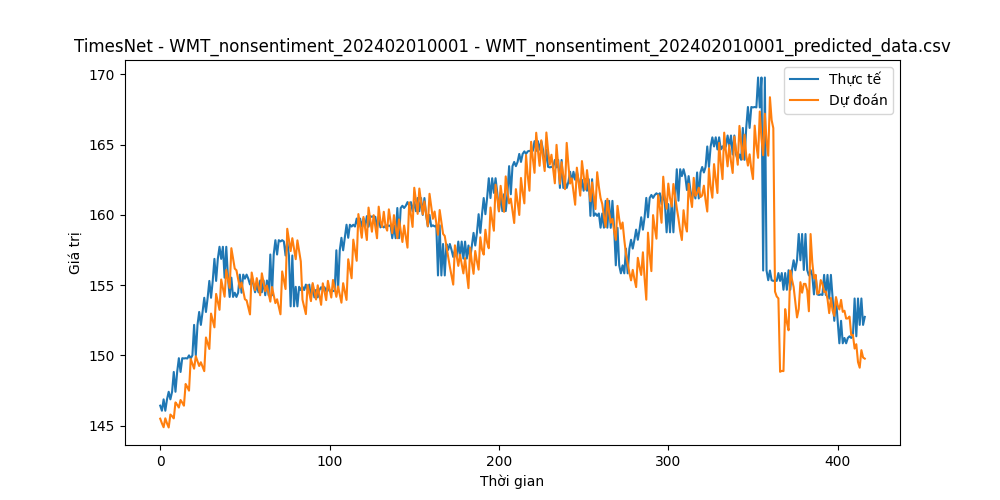 TimesNet - WMT_nonsentiment_202402010001 - WMT_nonsentiment_202402010001_predicted_data.csv
Thực tế
Dự đoán
Giá trị
170
165
160
155
150
145
0 100 200 300 400
Thời gian